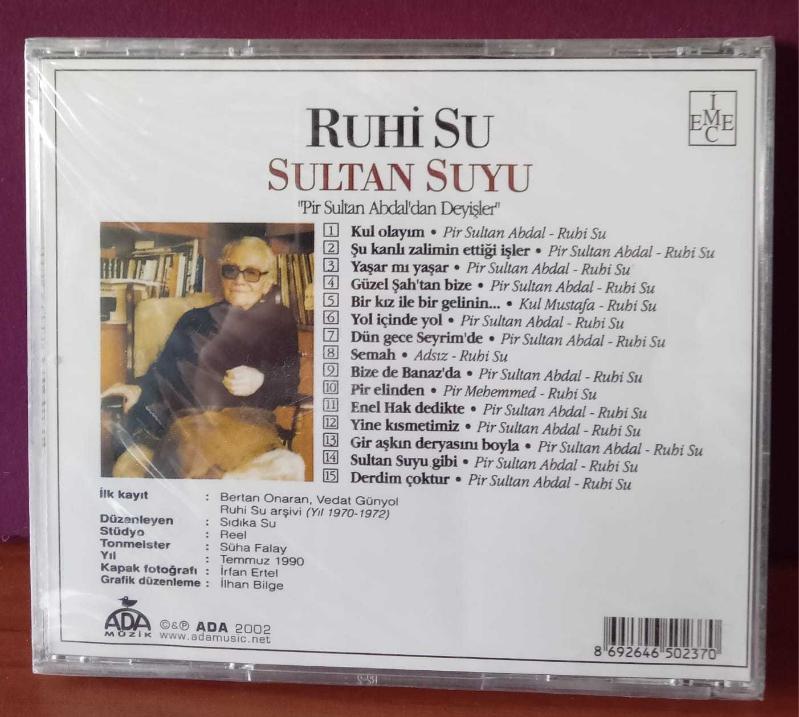 IMECE
RUHİ SU
SULTAN SUYU
"Pir Sultan Abdal'dan Deyişler"
1 Kul olayım • Pir Sultan Abdal - Ruhi Su
2 Şu kanlı zalimin ettiği işler • Pir Sultan Abdal - Ruhi Su
3 Yaşar mı yaşar • Pir Sultan Abdal - Ruhi Su
4 Güzel Şah'tan bize • Pir Sultan Abdal - Ruhi Su
5 Bir kız ile bir gelinin... • Kul Mustafa - Ruhi Su
6 Yol içinde yol • Pir Sultan Abdal - Ruhi Su
7 Dün gece Seyrim'de • Pir Sultan Abdal - Ruhi Su
8 Semah • Adsız - Ruhi Su
9 Bize de Banaz'da • Pir Sultan Abdal - Ruhi Su
10 Pir elinden • Pir Mehemmed - Ruhi Su
11 Enel Hak dedikte • Pir Sultan Abdal - Ruhi Su
12 Yine kısmetimiz • Pir Sultan Abdal - Ruhi Su
13 Gir aşkın deryasını boyla • Pir Sultan Abdal - Ruhi Su
14 Sultan Suyu gibi • Pir Sultan Abdal - Ruhi Su
15 Derdim çoktur • Pir Sultan Abdal - Ruhi Su
İlk kayıt : Bertan Onaran, Vedat Günyol
Ruhi Su arşivi (Yıl 1970-1972)
Düzenleyen : Sıdıka Su
Stüdyo : Reel
Tonmeister : Süha Falay
Yıl : Temmuz 1990
Kapak fotoğrafı : İrfan Ertel
Grafik düzenleme : İlhan Bilge
ADA
MÜZİK
©&℗ ADA 2002
www.adamusic.net
8 692646 502370